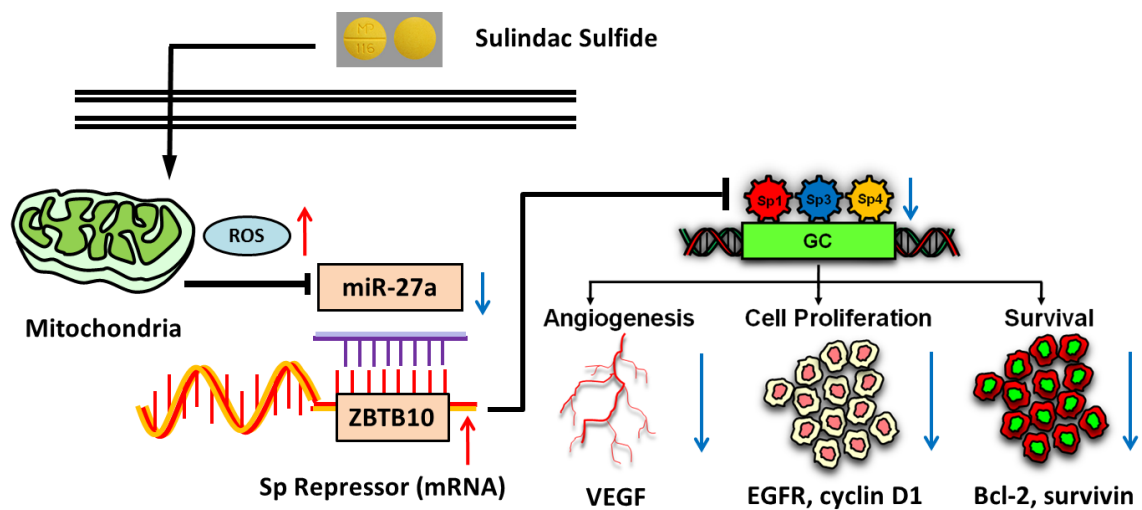 MP
116
Sulindac Sulfide
Sp1 Sp3 Sp4
ROS
GC
miR-27a
Mitochondria
Angiogenesis Cell Proliferation Survival
ZBTB10
Sp Repressor (mRNA)
VEGF EGFR, cyclin D1 Bcl-2, survivin